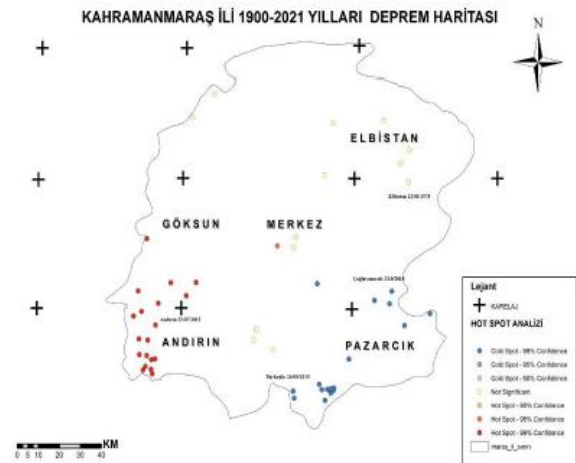 KAHRAMANMARAŞ İLİ 1900-2021 YILLARI DEPREM HARİTASI
N
ELBİSTAN
GÖKSUN
MERKEZ
ANDIRIN
PAZARCIK
Lejant
KARELAJ
HOT SPOT ANALİZİ
Cold Spot - 99% Confidence
Cold Spot - 95% Confidence
Cold Spot - 90% Confidence
Not Significant
Hot Spot - 90% Confidence
Hot Spot - 95% Confidence
Hot Spot - 99% Confidence
0 5 10 20 30 40
KM